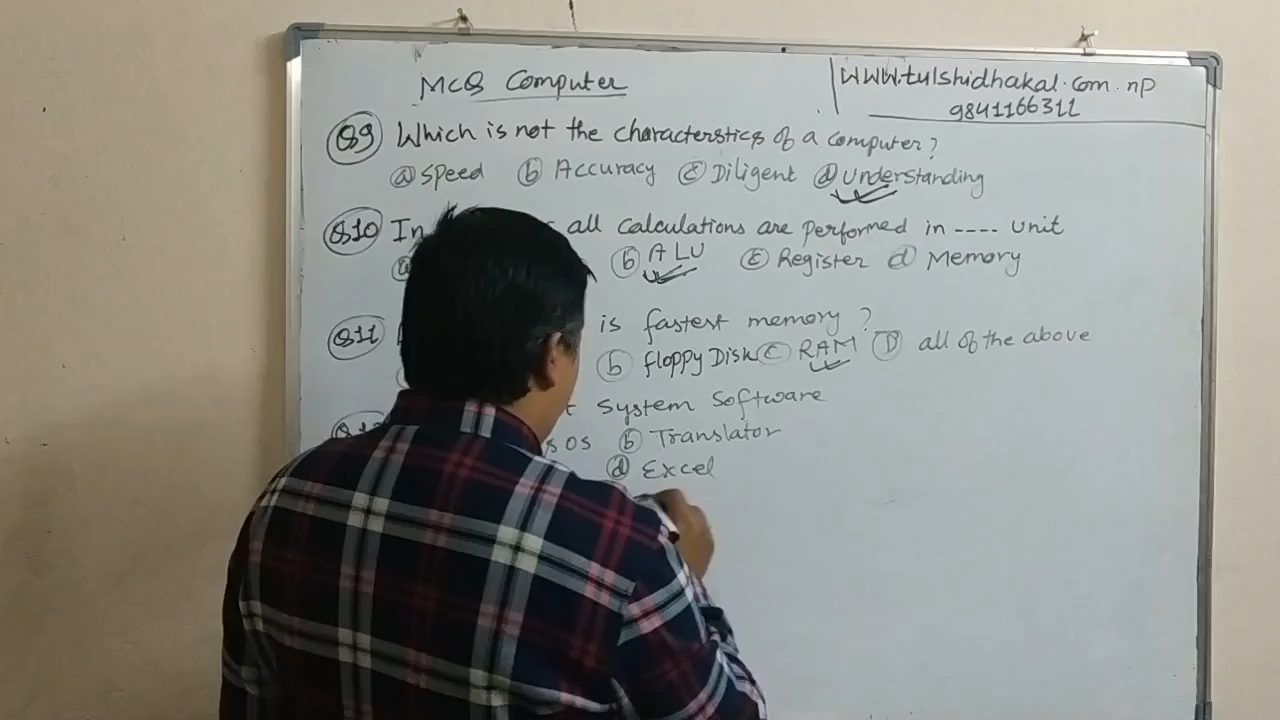 MCQ Computer
www.tulshidhakal.com.np
9841166311
Q9 Which is not the characterstics of a computer?
a Speed b Accuracy c Diligent d Understanding
Q10 In all calculations are performed in ---- unit
b ALU c Register d Memory
Q11 is fastest memory?
b Floppy Disk c RAM D all of the above
System Software
OS b Translator
d Excel